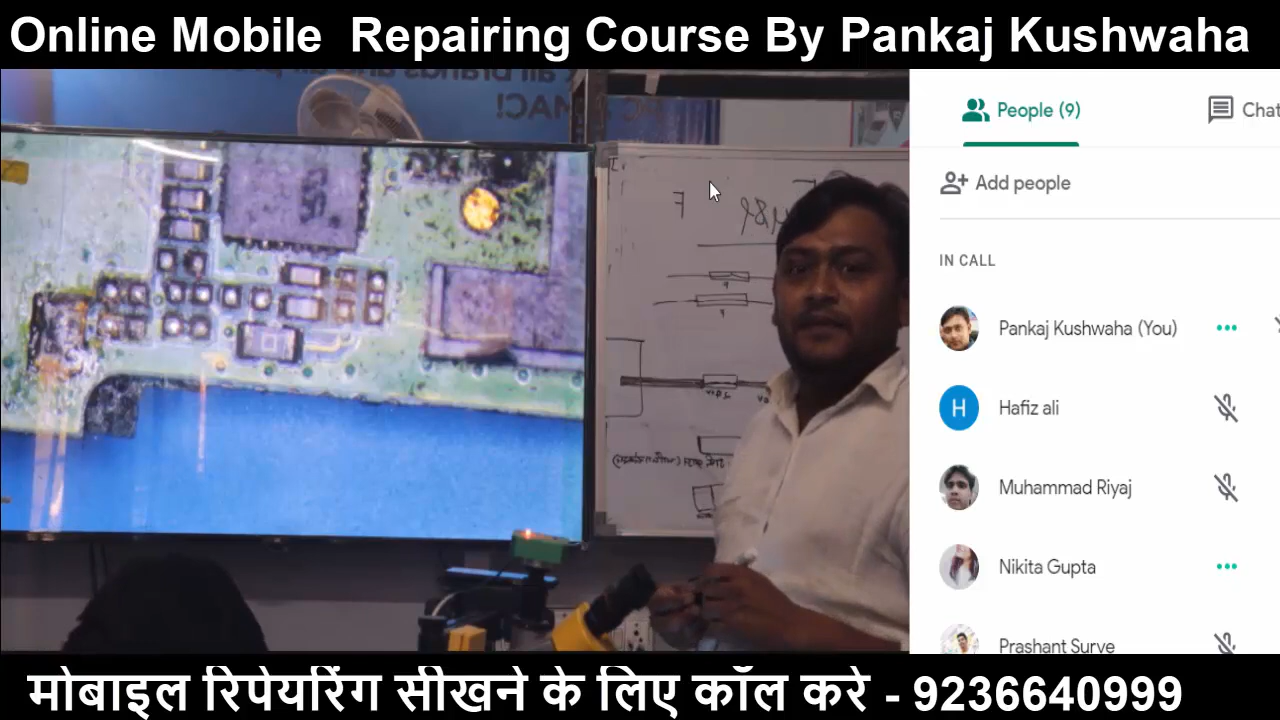 Online Mobile Repairing Course By Pankaj Kushwaha
People (9)
Chat
Add people
IN CALL
Pankaj Kushwaha (You)
H
Hafiz ali
Muhammad Riyaj
Nikita Gupta
Prashant Surve
मोबाइल रिपेयरिंग सीखने के लिए कॉल करे - 9236640999